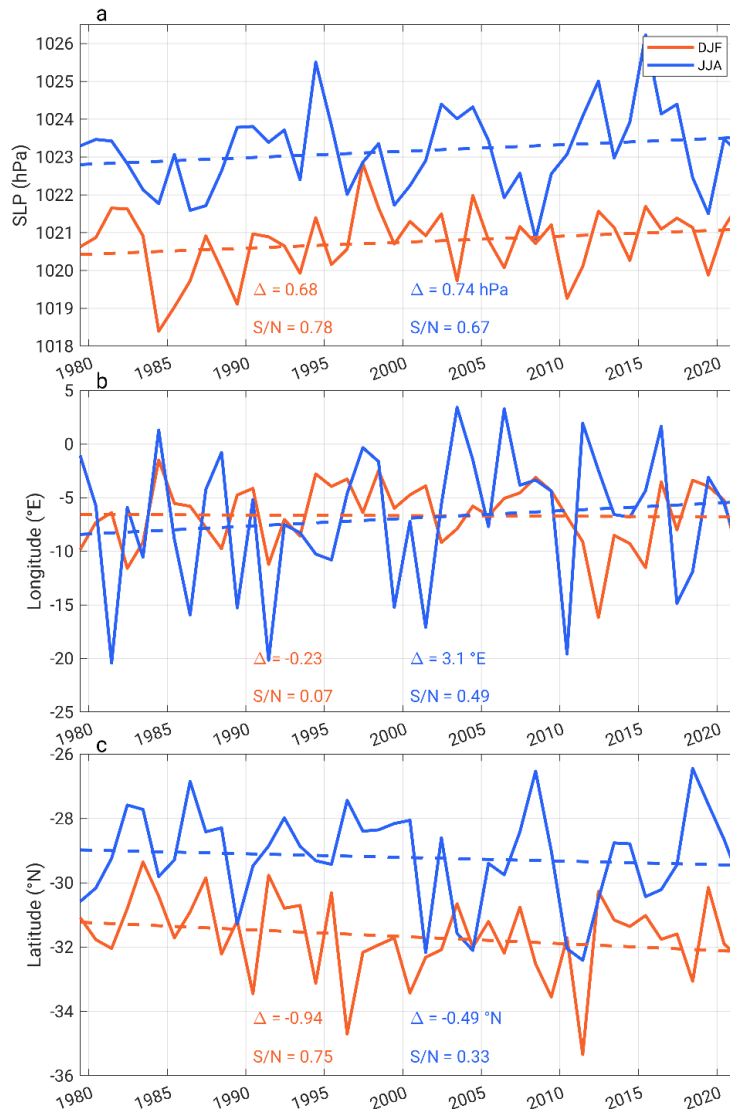 a
1026
1025
1024
1023
1022
1021
1020
1019
1018
SLP (hPa)
DJF
JJA
Δ = 0.68
Δ = 0.74 hPa
S/N = 0.78
S/N = 0.67
1980 1985 1990 1995 2000 2005 2010 2015 2020
b
5
0
-5
-10
-15
-20
-25
Longitude (°E)
Δ = -0.23
Δ = 3.1 °E
S/N = 0.07
S/N = 0.49
1980 1985 1990 1995 2000 2005 2010 2015 2020
c
-26
-28
-30
-32
-34
-36
Latitude (°N)
Δ = -0.94
Δ = -0.49 °N
S/N = 0.75
S/N = 0.33
1980 1985 1990 1995 2000 2005 2010 2015 2020